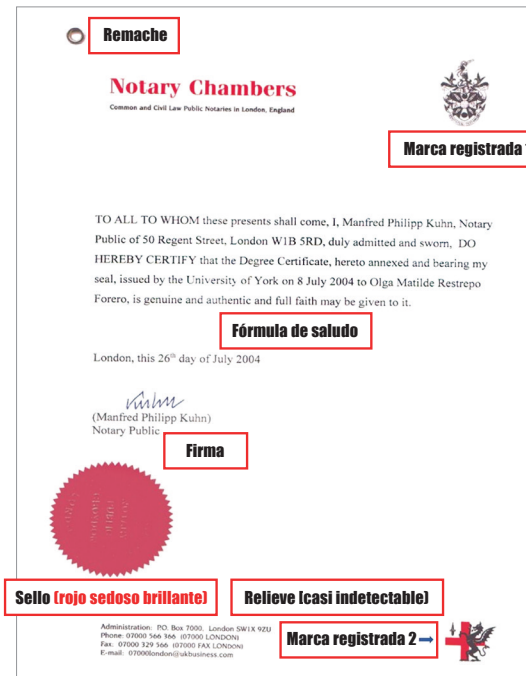 Remache
Notary Chambers
Common and Civil Law Public Notaries in London, England
Marca registrada 1
TO ALL TO WHOM these presents shall come, I, Manfred Philipp Kuhn, Notary
Public of 50 Regent Street, London W1B 5RD, duly admitted and sworn, DO
HEREBY CERTIFY that the Degree Certificate, hereto annexed and bearing my
seal, issued by the University of York on 8 July 2004 to Olga Matilde Restrepo
Forero, is genuine and authentic and full faith may be given to it.
Fórmula de saludo
London, this 26th day of July 2004
(Manfred Philipp Kuhn)
Notary Public
Firma
Sello (rojo sedoso brillante)
Relieve (casi indetectable)
Administration: P.O. Box 7000, London SW1X 9ZU
Phone: 07000 566 366 (07000 LONDON)
Fax: 07000 329 566 (07000 FAX LONDON)
E-mail: 07000london@ukbusiness.com
Marca registrada 2 →